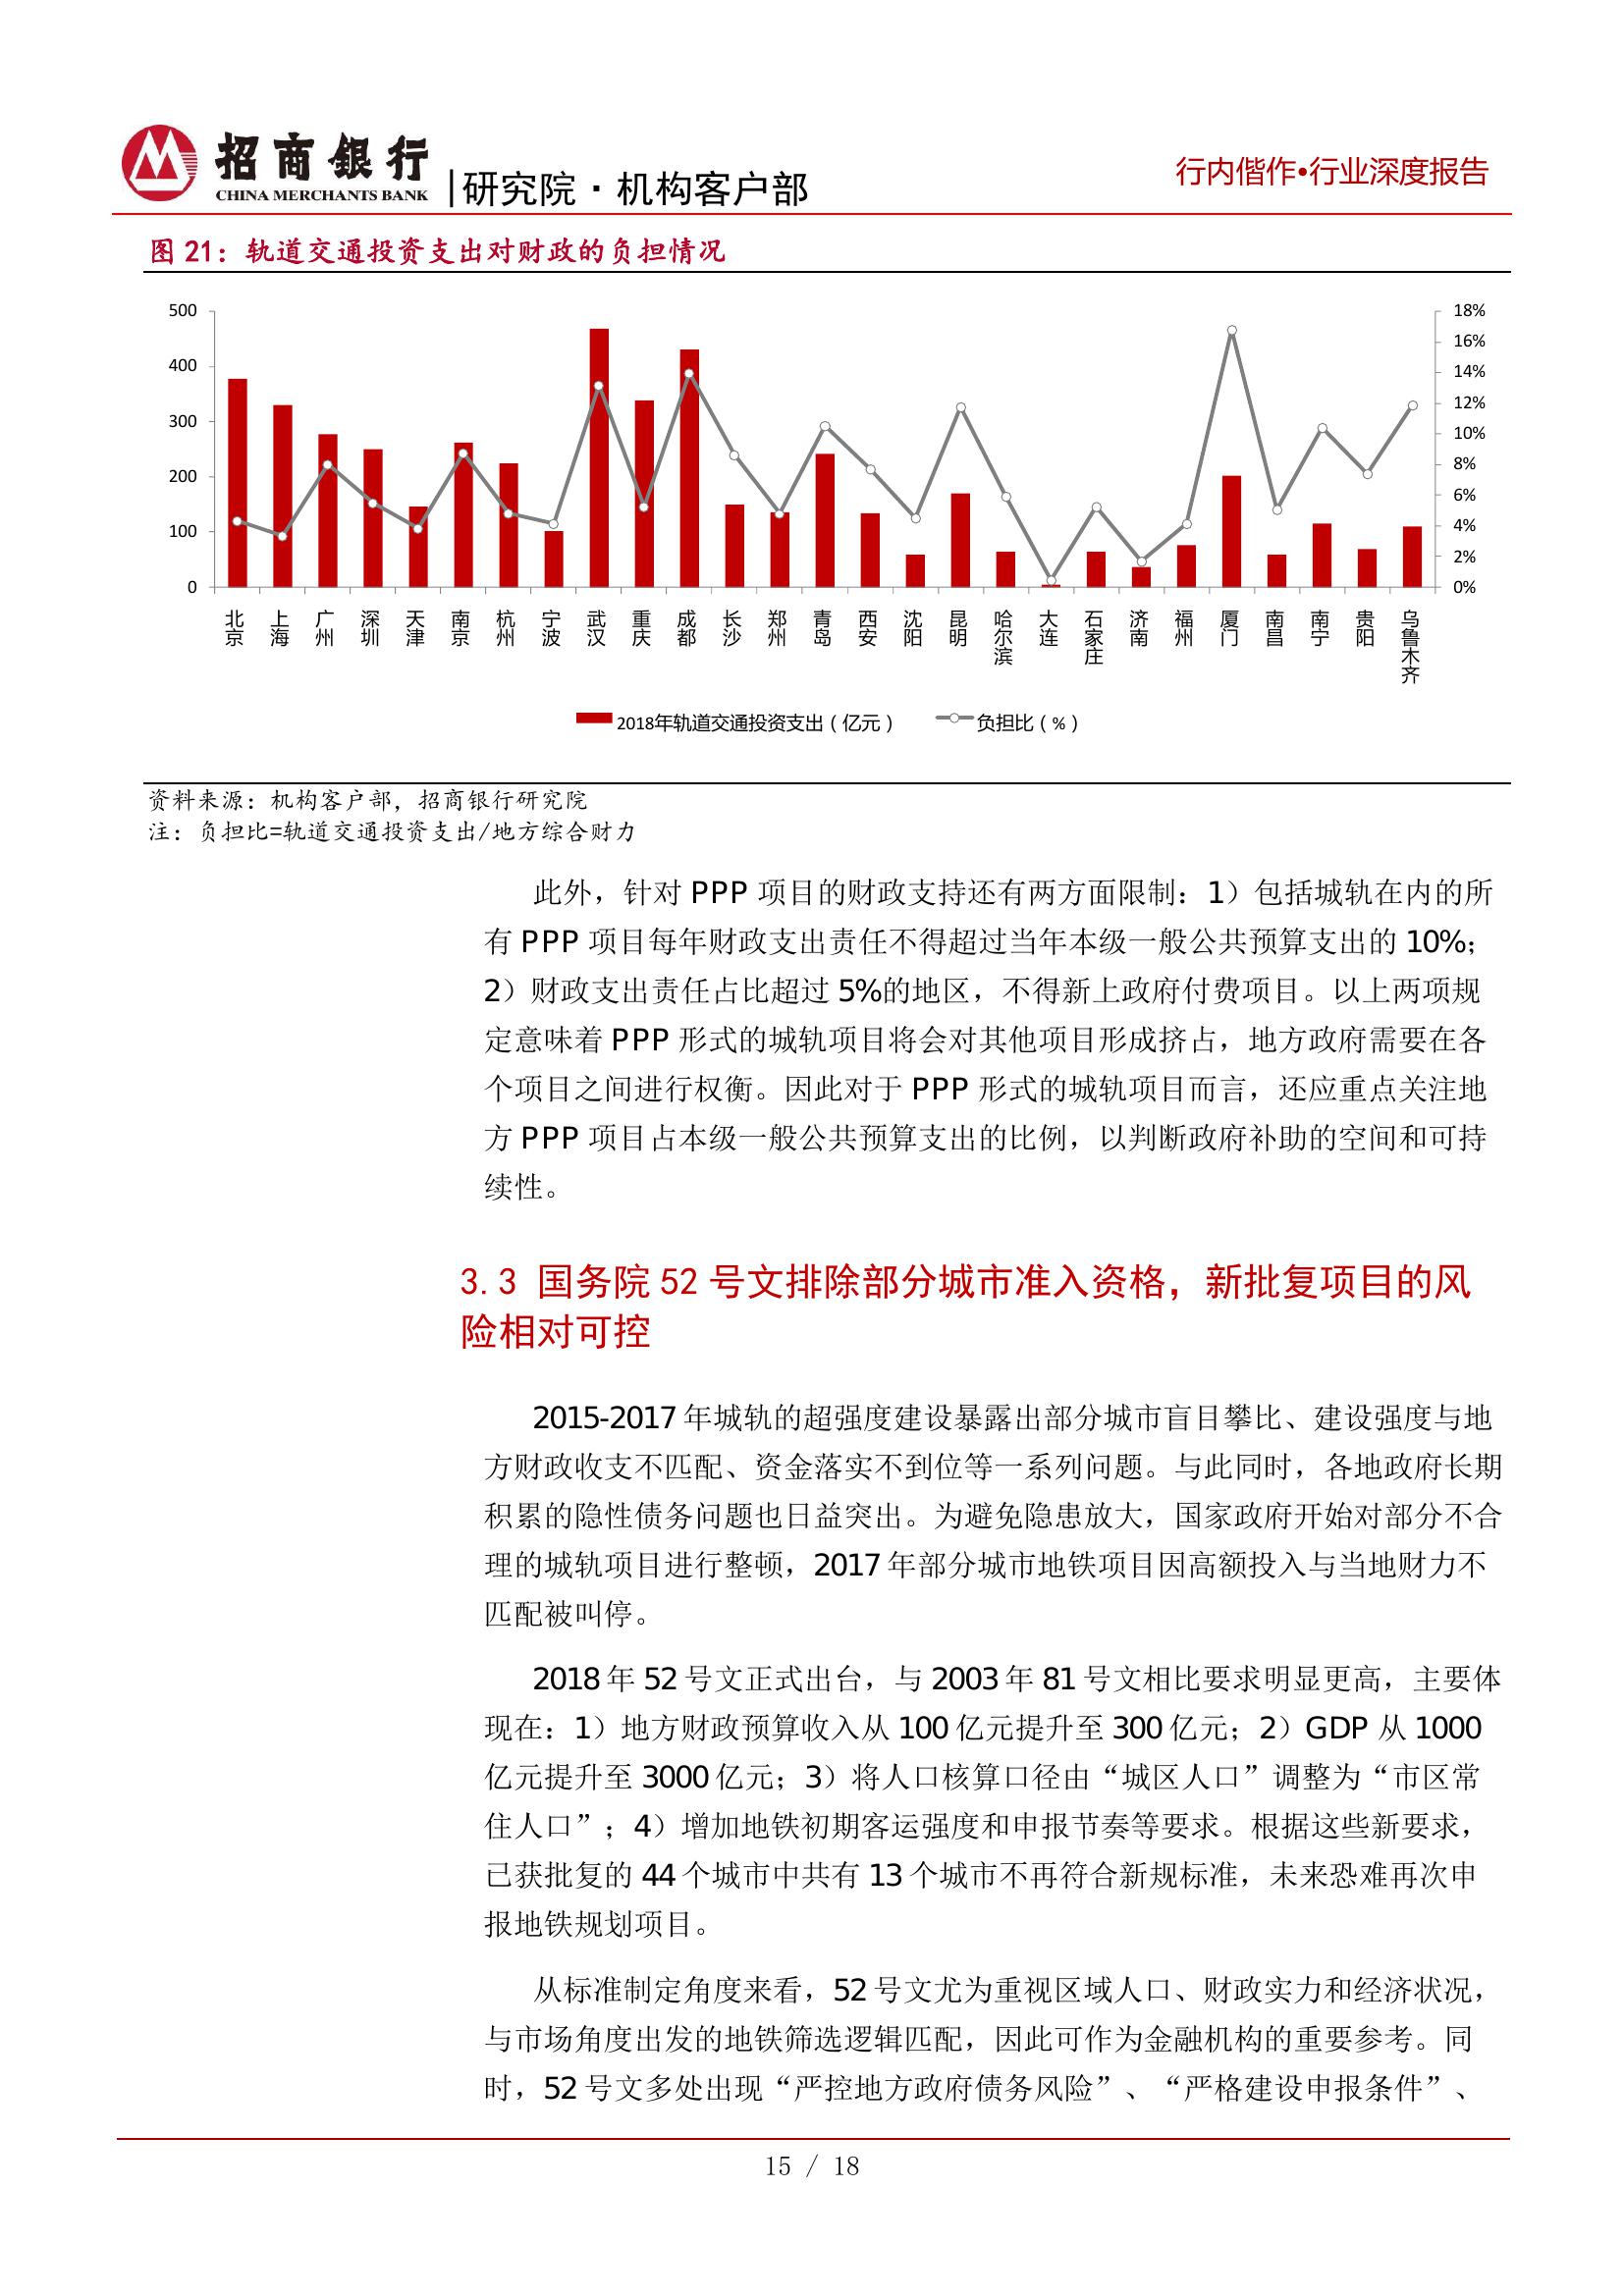 招商银行
CHINA MERCHANTS BANK
|研究院·机构客户部
行内偕作•行业深度报告
图 21：轨道交通投资支出对财政的负担情况
500
400
300
200
100
0
18%
16%
14%
12%
10%
8%
6%
4%
2%
0%
北京
上海
广州
深圳
天津
南京
杭州
宁波
武汉
重庆
成都
长沙
郑州
青岛
西安
沈阳
昆明
哈尔滨
大连
石家庄
济南
福州
厦门
南昌
南宁
贵阳
乌鲁木齐
2018年轨道交通投资支出（亿元）
负担比（%）
资料来源：机构客户部，招商银行研究院
注：负担比=轨道交通投资支出/地方综合财力
此外，针对 PPP 项目的财政支持还有两方面限制：1）包括城轨在内的所
有 PPP 项目每年财政支出责任不得超过当年本级一般公共预算支出的 10%；
2）财政支出责任占比超过 5%的地区，不得新上政府付费项目。以上两项规
定意味着 PPP 形式的城轨项目将会对其他项目形成挤占，地方政府需要在各
个项目之间进行权衡。因此对于 PPP 形式的城轨项目而言，还应重点关注地
方 PPP 项目占本级一般公共预算支出的比例，以判断政府补助的空间和可持
续性。
3.3 国务院 52 号文排除部分城市准入资格，新批复项目的风
险相对可控
2015-2017 年城轨的超强度建设暴露出部分城市盲目攀比、建设强度与地
方财政收支不匹配、资金落实不到位等一系列问题。与此同时，各地政府长期
积累的隐性债务问题也日益突出。为避免隐患放大，国家政府开始对部分不合
理的城轨项目进行整顿，2017 年部分城市地铁项目因高额投入与当地财力不
匹配被叫停。
2018 年 52 号文正式出台，与 2003 年 81 号文相比要求明显更高，主要体
现在：1）地方财政预算收入从 100 亿元提升至 300 亿元；2）GDP 从 1000
亿元提升至 3000 亿元；3）将人口核算口径由“城区人口”调整为“市区常
住人口”；4）增加地铁初期客运强度和申报节奏等要求。根据这些新要求，
已获批复的 44 个城市中共有 13 个城市不再符合新规标准，未来恐难再次申
报地铁规划项目。
从标准制定角度来看，52 号文尤为重视区域人口、财政实力和经济状况，
与市场角度出发的地铁筛选逻辑匹配，因此可作为金融机构的重要参考。同
时，52 号文多处出现“严控地方政府债务风险”、“严格建设申报条件”、
15 / 18